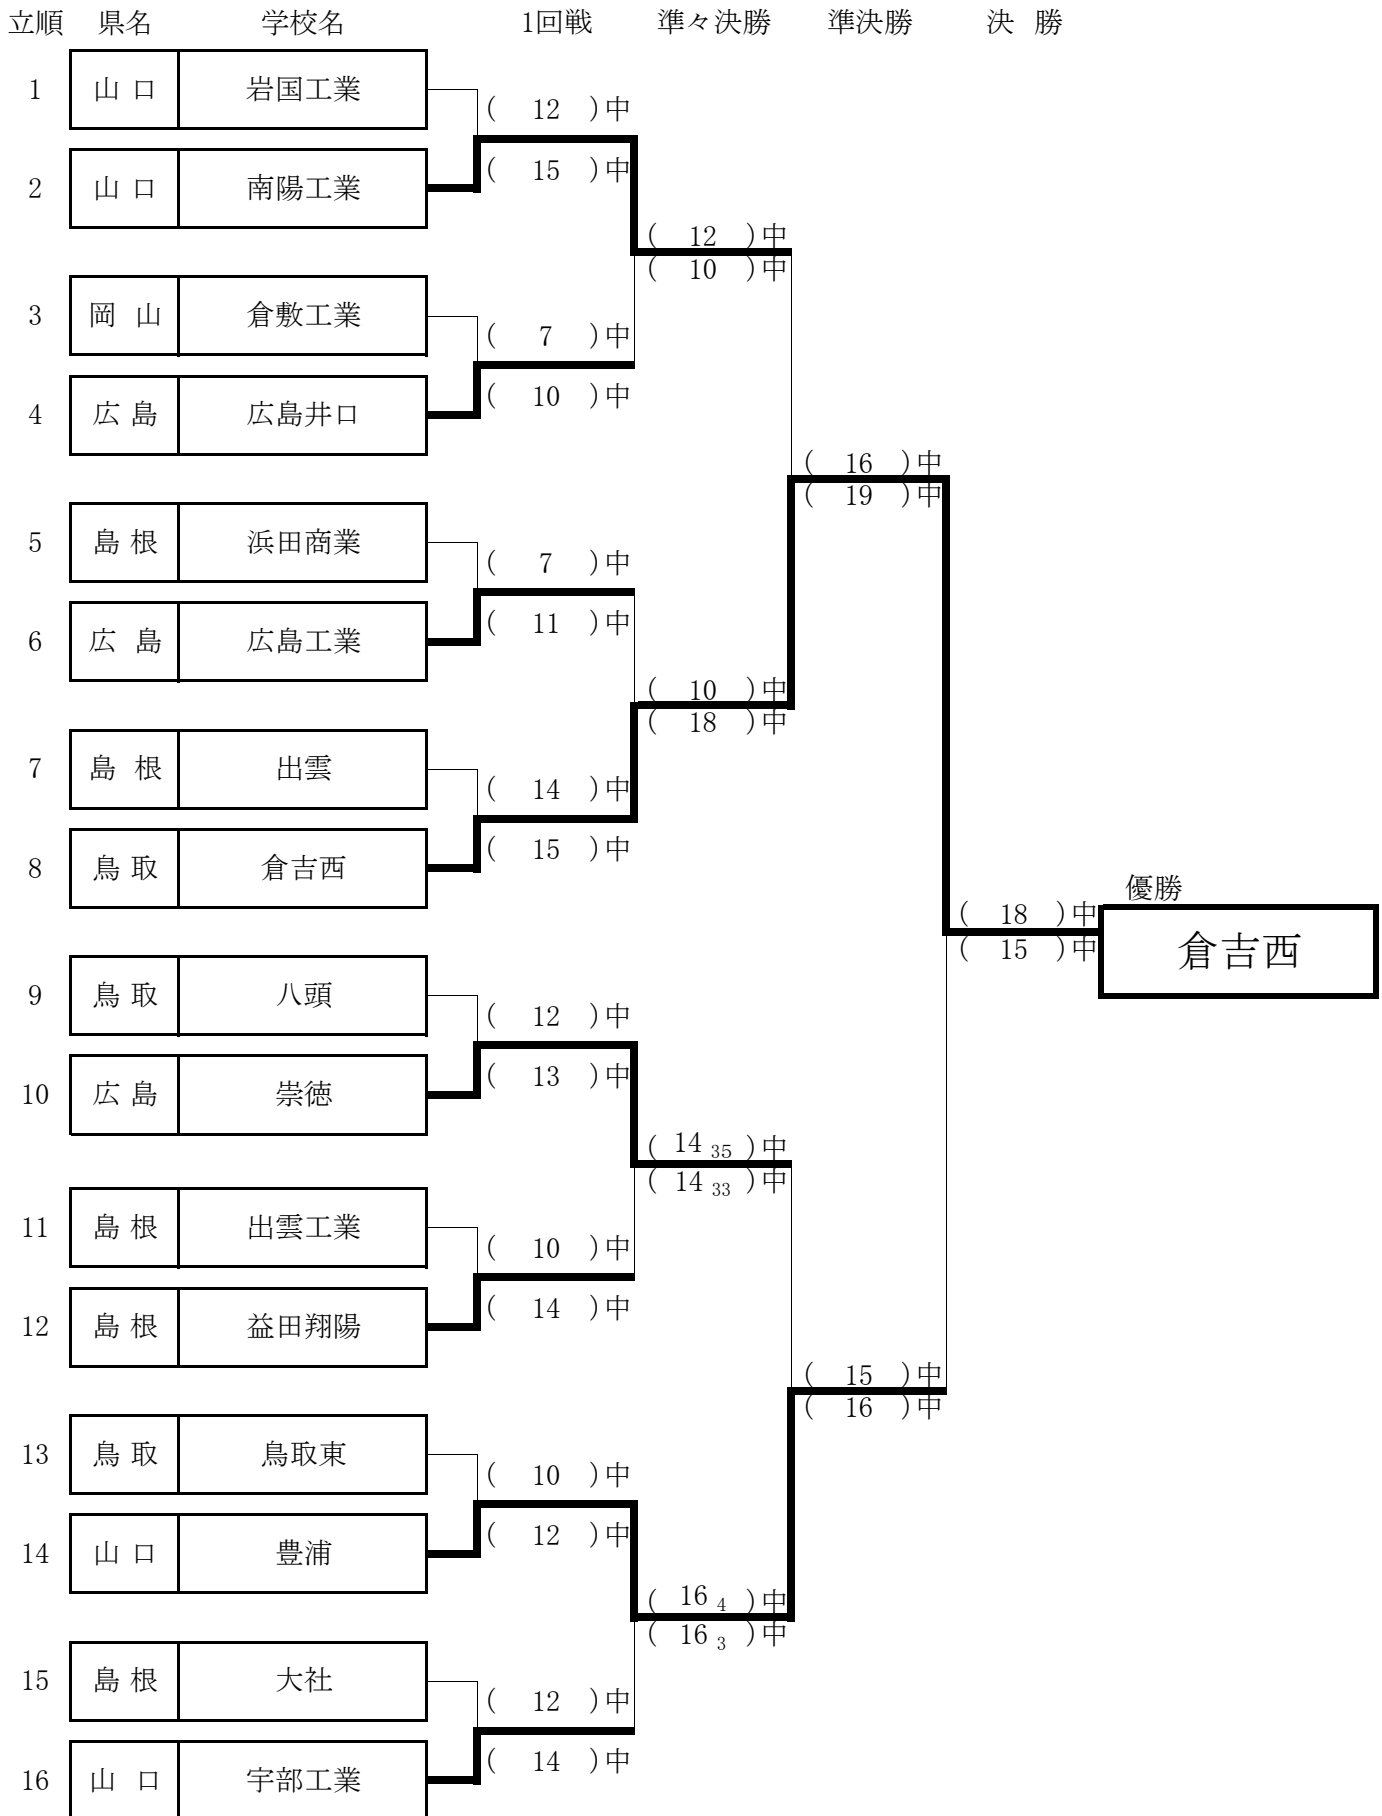 立順 県名 学校名 1回戦 準々決勝 準決勝 決 勝
1 山 口 岩国工業
( 12 )中
( 15 )中
2 山 口 南陽工業
( 12 )中
( 10 )中
3 岡 山 倉敷工業
( 7 )中
( 10 )中
4 広 島 広島井口
( 16 )中
( 19 )中
5 島 根 浜田商業
( 7 )中
( 11 )中
6 広 島 広島工業
( 10 )中
( 18 )中
7 島 根 出雲
( 14 )中
( 15 )中
8 鳥 取 倉吉西
優勝
( 18 )中
( 15 )中
倉吉西
9 鳥 取 八頭
( 12 )中
( 13 )中
10 広 島 崇徳
( 14 35 )中
( 14 33 )中
11 島 根 出雲工業
( 10 )中
( 14 )中
12 島 根 益田翔陽
( 15 )中
( 16 )中
13 鳥 取 鳥取東
( 10 )中
( 12 )中
14 山 口 豊浦
( 16 4 )中
( 16 3 )中
15 島 根 大社
( 12 )中
( 14 )中
16 山 口 宇部工業